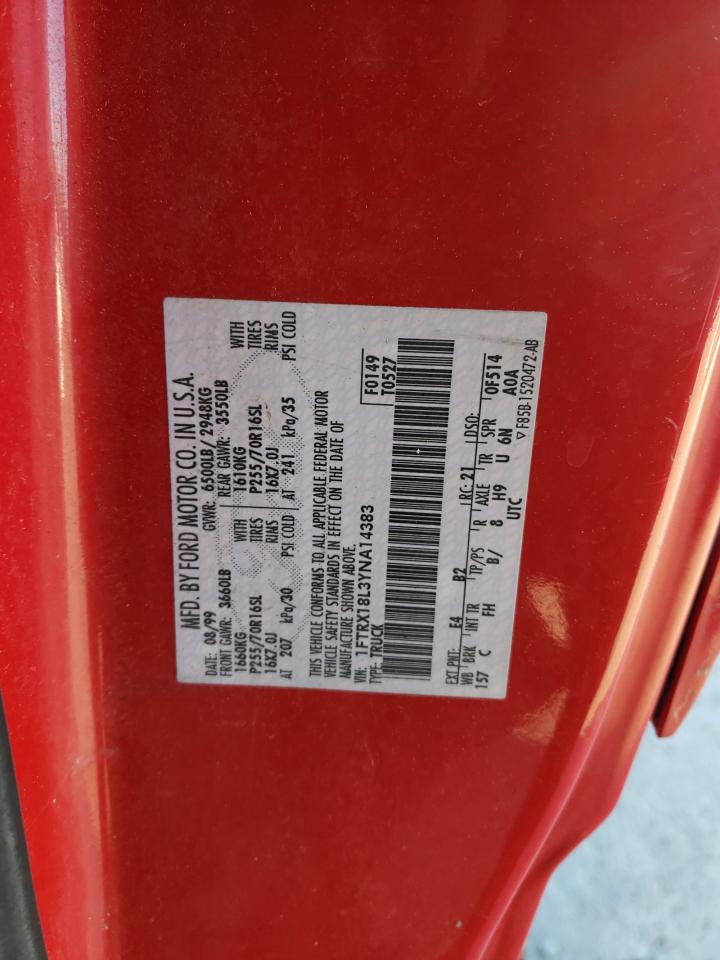 MFD. BY FORD MOTOR CO. IN U.S.A.
DATE: 08/99 GVWR: 6500LB/ 2948KG
FRONT GAWR: 3660LB REAR GAWR: 3550LB
1660KG WITH 1610KG WITH
P255/70R16SL TIRES P255/70R16SL TIRES
16X7.0J RIMS 16X7.0J RIMS
AT 207 kPa/30 PSI COLD AT 241 kPa/35 PSI COLD
THIS VEHICLE CONFORMS TO ALL APPLICABLE FEDERAL MOTOR
VEHICLE SAFETY STANDARDS IN EFFECT ON THE DATE OF
MANUFACTURE SHOWN ABOVE.
VIN: 1FTRX18L3YNA14383
TYPE: TRUCK
F0149
T0527
EXT PNT: E4 B2 RC: 21 DSO:
WB BRK INT TR TP/PS R AXLE TR SPR 0F514
157 C FH B/ 8 H9 U 6N A0A
UTC
▽ F85B-1520472-AB